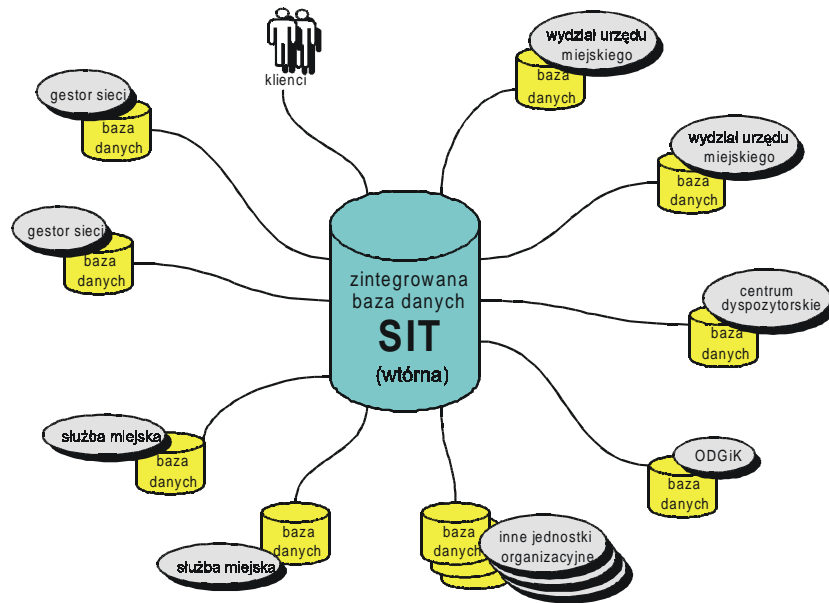 klienci
wydział urzędu
miejskiego
baza
danych
gestor sieci
baza
danych
wydział urzędu
miejskiego
baza
danych
gestor sieci
baza
danych
zintegrowana
baza danych
SIT
(wtórna)
centrum
dyspozytorskie
baza
danych
służba miejska
baza
danych
ODGiK
baza
danych
baza
danych
służba miejska
baza
danych
inne jednostki
organizacyjne